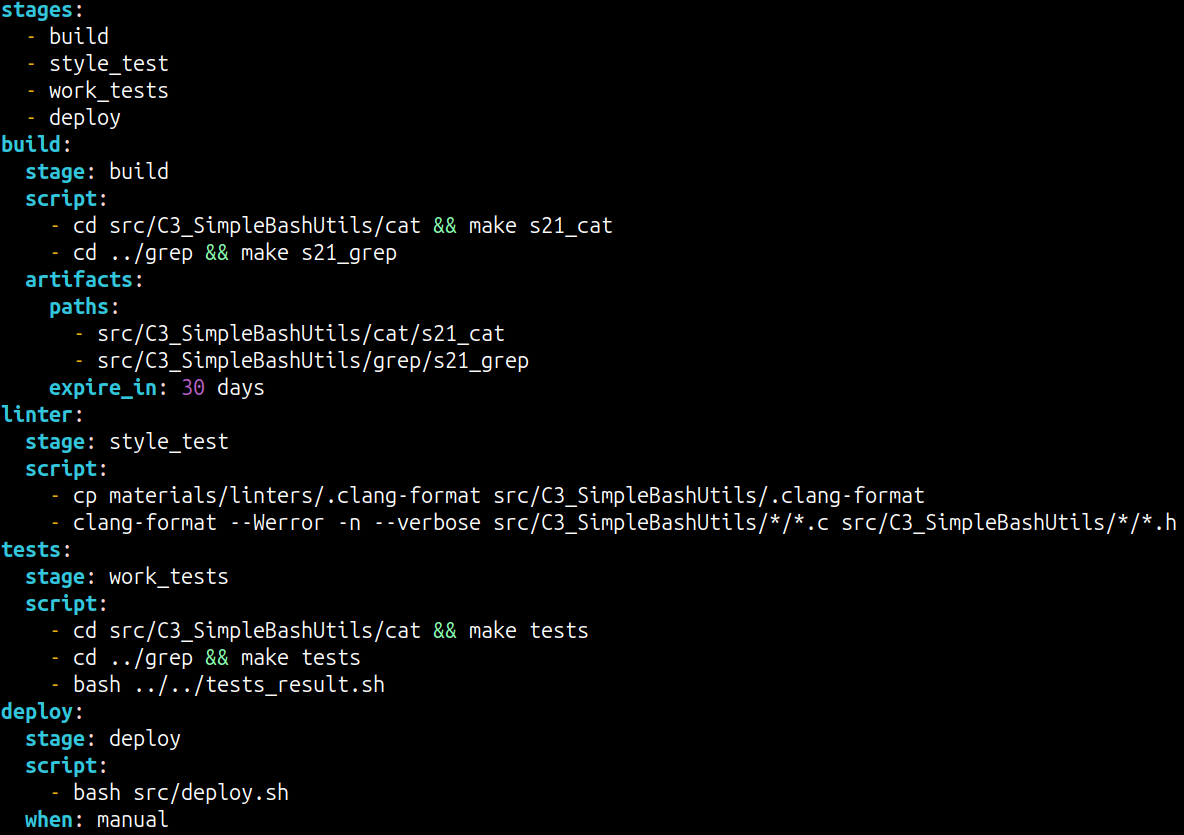 stages:
  - build
  - style_test
  - work_tests
  - deploy
build:
  stage: build
  script:
    - cd src/C3_SimpleBashUtils/cat && make s21_cat
    - cd ../grep && make s21_grep
  artifacts:
    paths:
      - src/C3_SimpleBashUtils/cat/s21_cat
      - src/C3_SimpleBashUtils/grep/s21_grep
    expire_in: 30 days
linter:
  stage: style_test
  script:
    - cp materials/linters/.clang-format src/C3_SimpleBashUtils/.clang-format
    - clang-format --Werror -n --verbose src/C3_SimpleBashUtils/*/*.c src/C3_SimpleBashUtils/*/*.h
tests:
  stage: work_tests
  script:
    - cd src/C3_SimpleBashUtils/cat && make tests
    - cd ../grep && make tests
    - bash ../../tests_result.sh
deploy:
  stage: deploy
  script:
    - bash src/deploy.sh
  when: manual